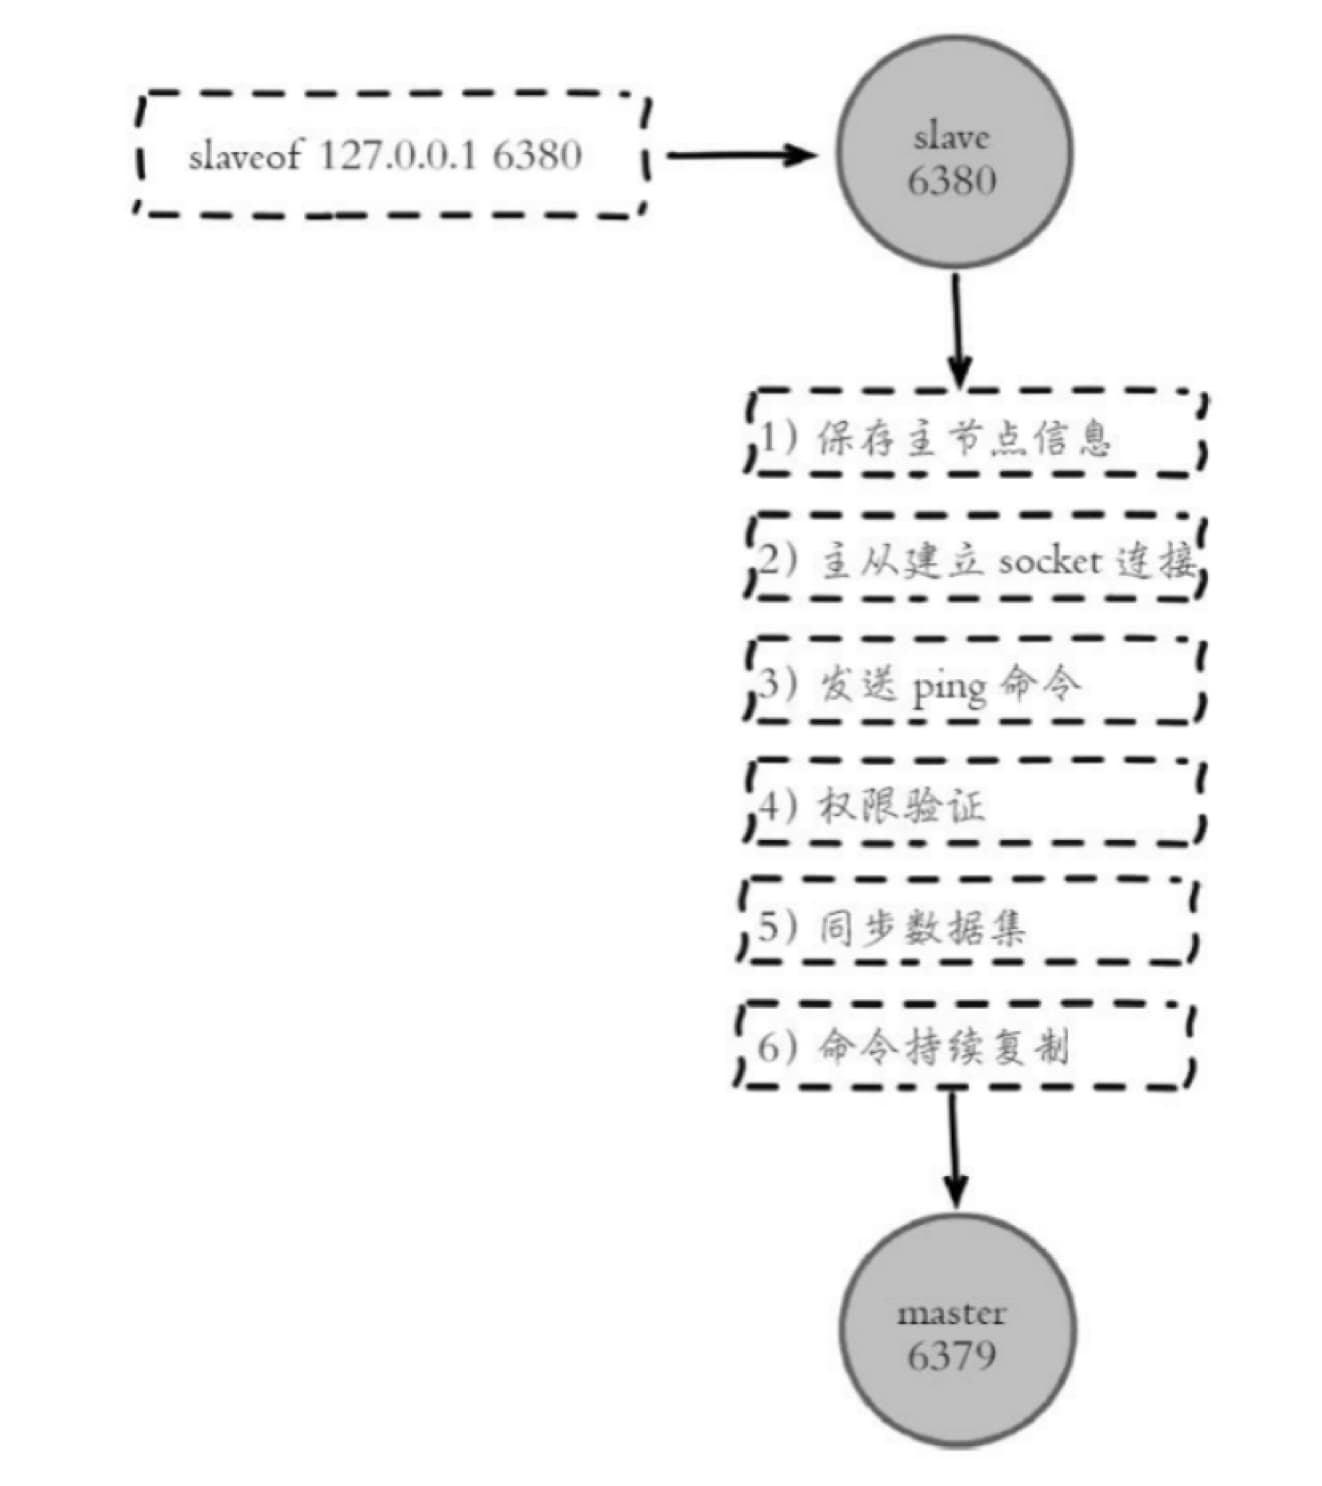 slaveof 127.0.0.1 6380
slave
6380
1) 保存主节点信息
2) 主从建立 socket 连接
3) 发送 ping 命令
4) 权限验证
5) 同步数据集
6) 命令持续复制
master
6379